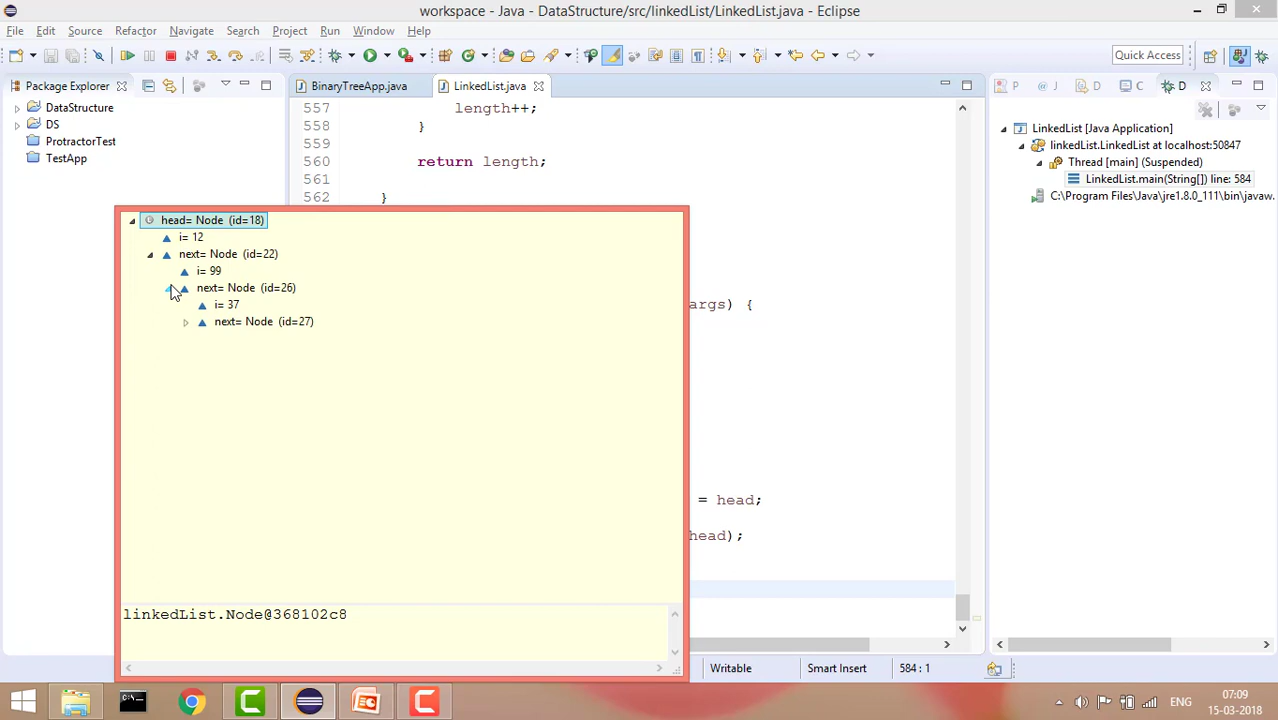 workspace - Java - DataStructure/src/linkedList/LinkedList.java - Eclipse
File Edit Source Refactor Navigate Search Project Run Window Help
Quick Access
Package Explorer
BinaryTreeApp.java
LinkedList.java
P
@ J
D
C
D
DataStructure
DS
ProtractorTest
TestApp
557 length++;
558 }
559
560 return length;
561
562 }
head= Node (id=18)
i= 12
next= Node (id=22)
i= 99
next= Node (id=26)
i= 37
next= Node (id=27)
linkedList.Node@368102c8
args) {
= head;
head);
LinkedList [Java Application]
linkedList.LinkedList at localhost:50847
Thread [main] (Suspended)
LinkedList.main(String[]) line: 584
C:\Program Files\Java\jre1.8.0_111\bin\javaw.
Writable
Smart Insert
584 : 1
ENG
07:09
15-03-2018